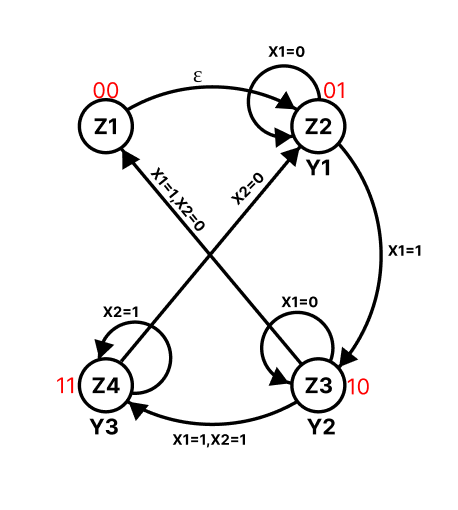 X1=0
00
ε
01
Z1
Z2
Y1
X1=1,X2=0
X2=0
X1=1
X2=1
X1=0
11
Z4
Z3
10
Y3
Y2
X1=1,X2=1